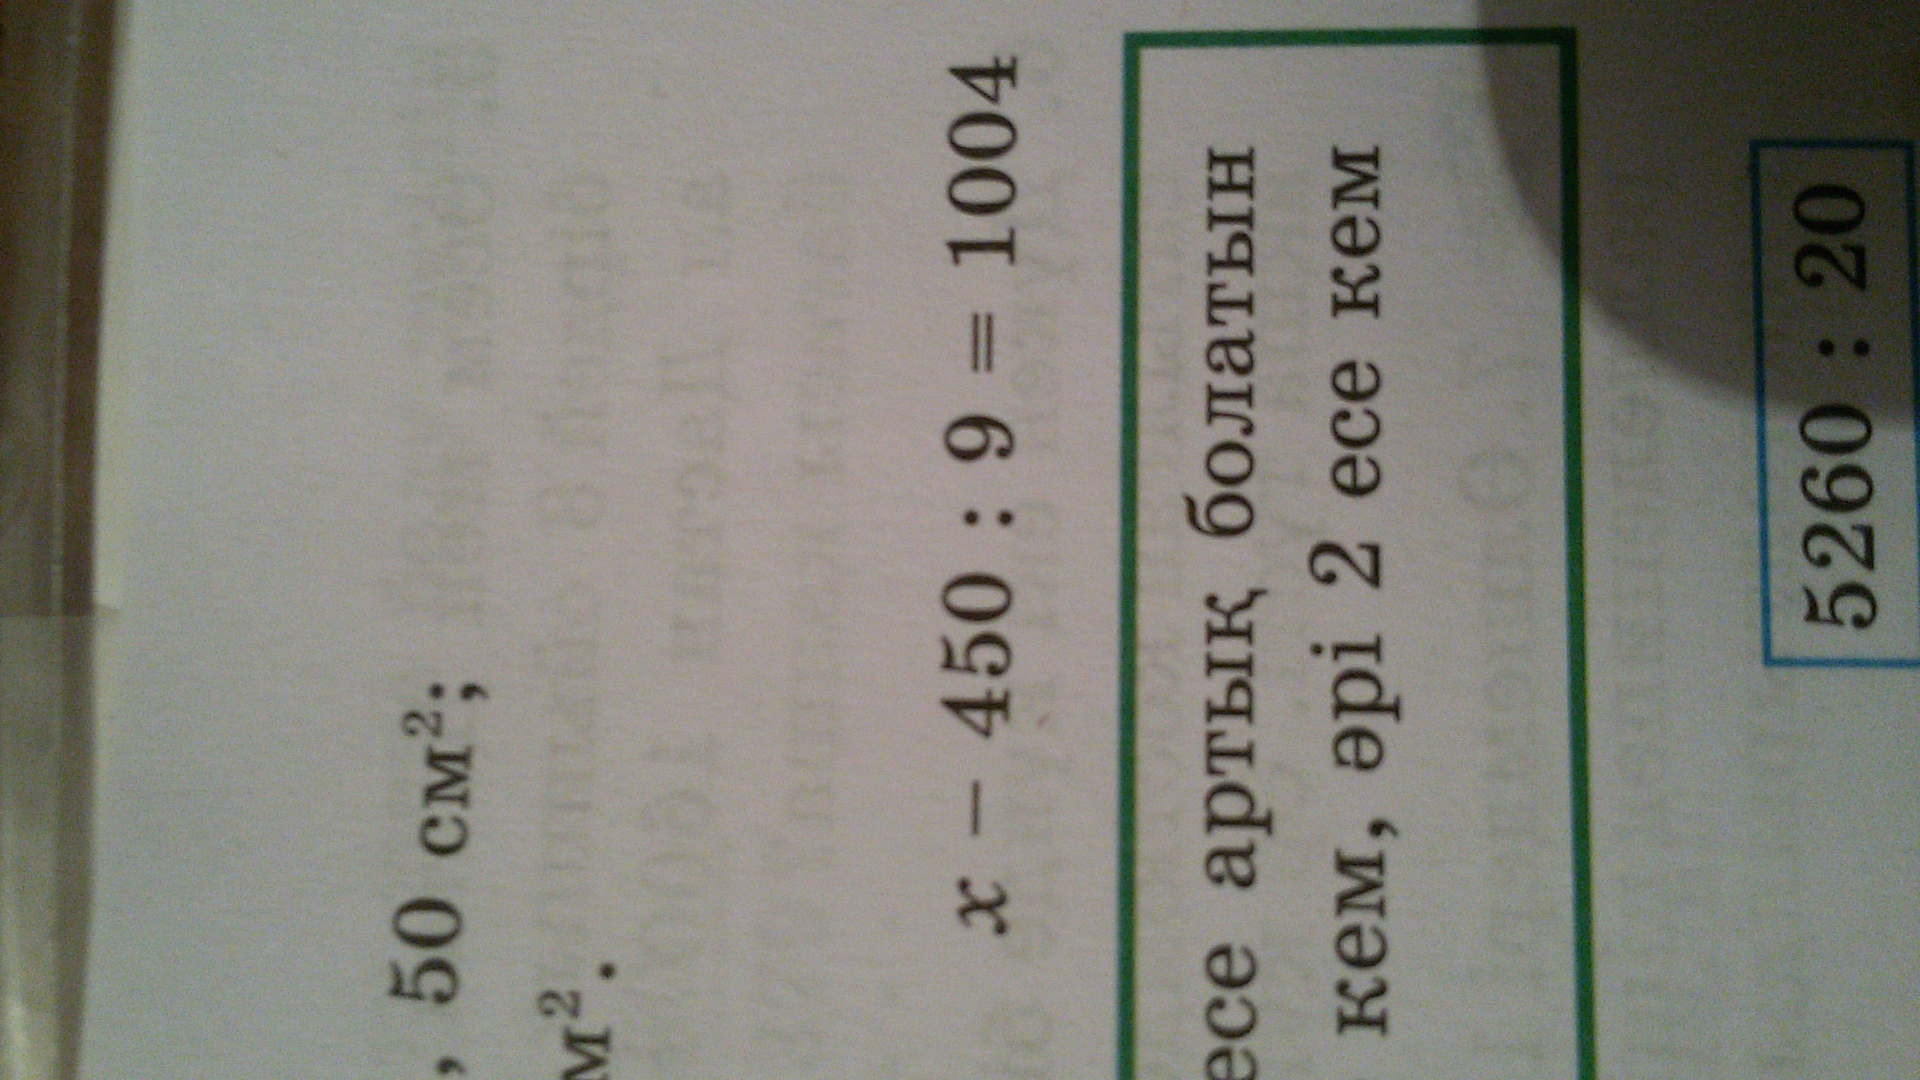 , 50 см²;
м².
x – 450 : 9 = 1004
есе артық болатын
кем, әрі 2 есе кем
5260 : 20